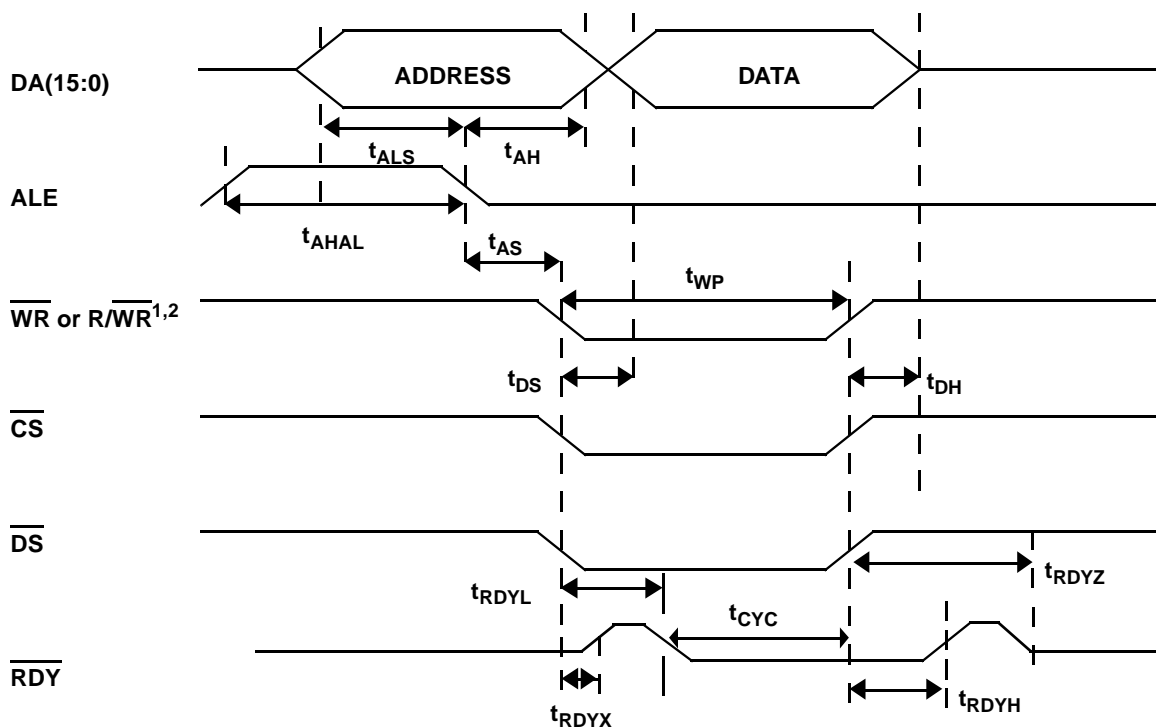 DA(15:0)
ADDRESS
DATA
tALS
tAH
ALE
tAHAL
tAS
tWP
WR or R/WR1,2
tDS
tDH
CS
DS
tRDYL
tRDYZ
tCYC
RDY
tRDYX
tRDYH